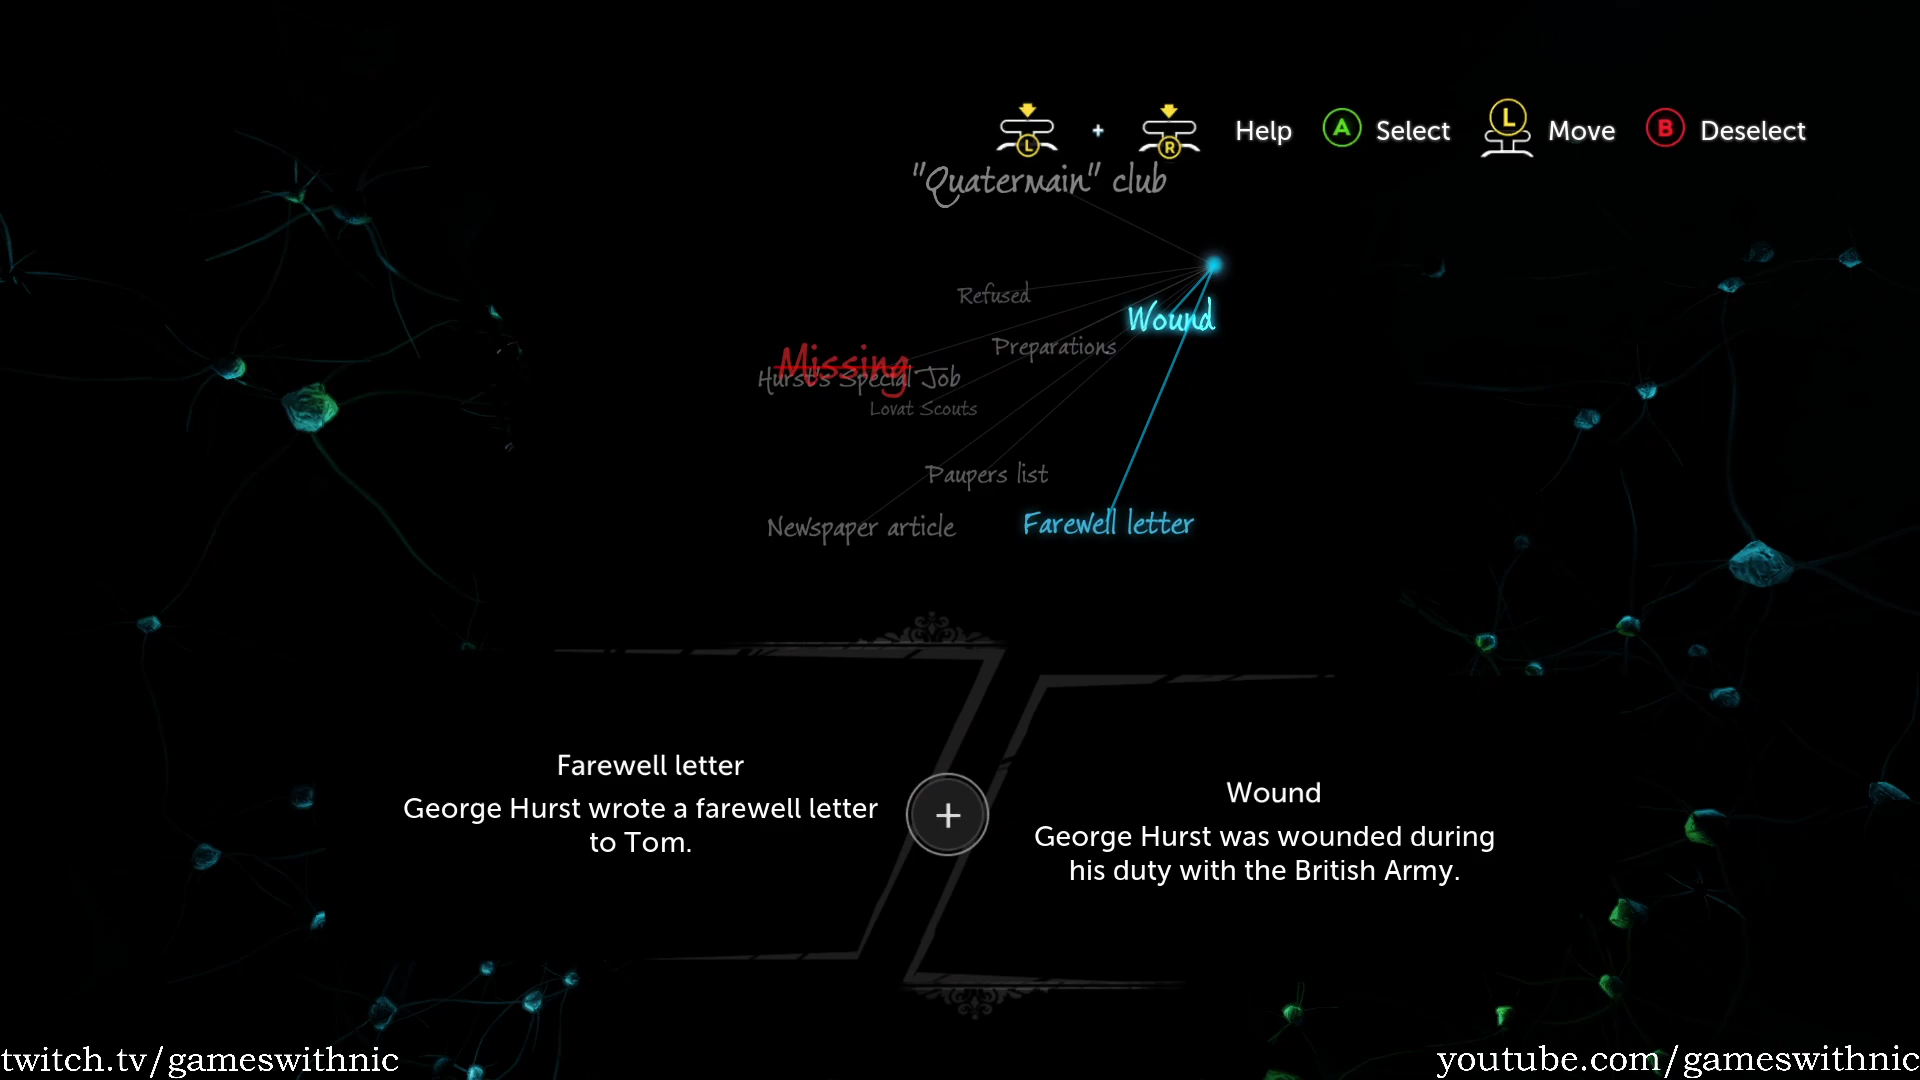 L + R Help A Select L Move B Deselect
"Quatermain" club
Refused
Wound
Preparations
Missing
Hurst's Special Job
Lovat Scouts
Paupers list
Newspaper article
Farewell letter
Farewell letter
George Hurst wrote a farewell letter
to Tom.
+
Wound
George Hurst was wounded during
his duty with the British Army.
twitch.tv/gameswithnic
youtube.com/gameswithnic